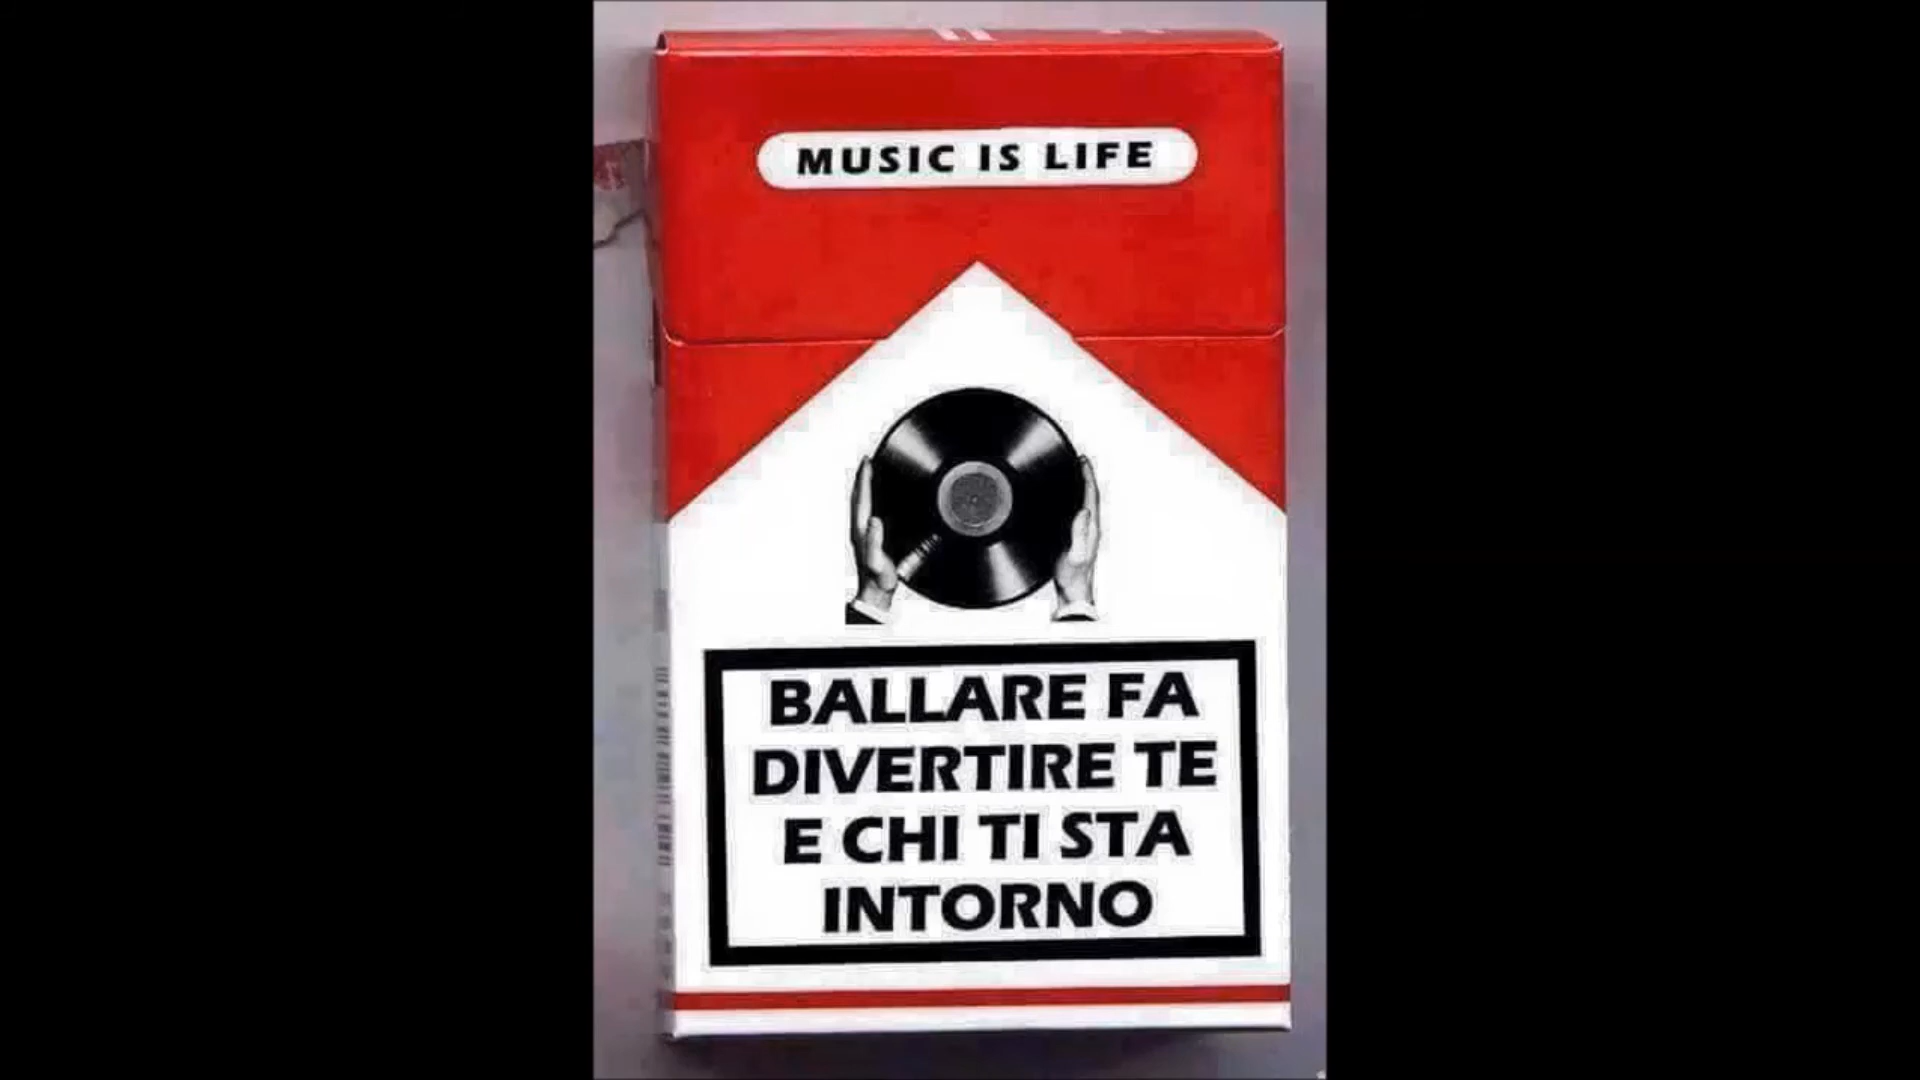 MUSIC IS LIFE
BALLARE FA
DIVERTIRE TE
E CHI TI STA
INTORNO